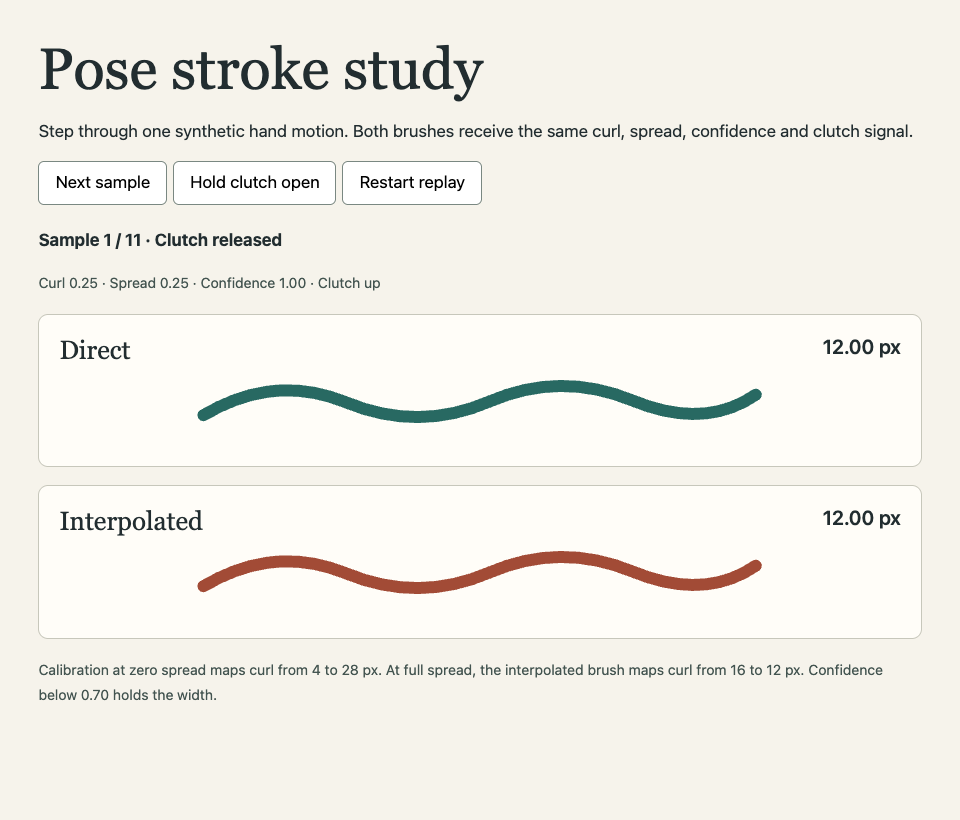 Pose stroke study
Step through one synthetic hand motion. Both brushes receive the same curl, spread, confidence and clutch signal.
Next sample
Hold clutch open
Restart replay
Sample 1 / 11 · Clutch released
Curl 0.25 · Spread 0.25 · Confidence 1.00 · Clutch up
Direct
12.00 px
Interpolated
12.00 px
Calibration at zero spread maps curl from 4 to 28 px. At full spread, the interpolated brush maps curl from 16 to 12 px. Confidence
below 0.70 holds the width.